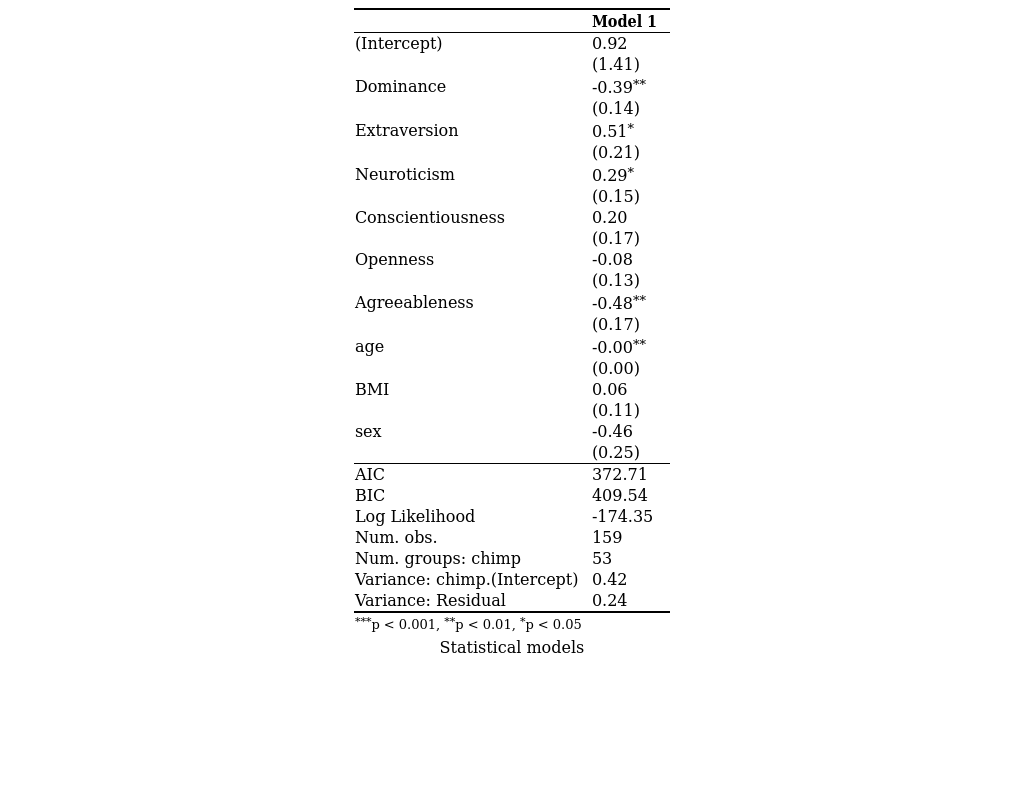 Model 1
(Intercept) 0.92
(1.41)
Dominance -0.39**
(0.14)
Extraversion 0.51*
(0.21)
Neuroticism 0.29*
(0.15)
Conscientiousness 0.20
(0.17)
Openness -0.08
(0.13)
Agreeableness -0.48**
(0.17)
age -0.00**
(0.00)
BMI 0.06
(0.11)
sex -0.46
(0.25)
AIC 372.71
BIC 409.54
Log Likelihood -174.35
Num. obs. 159
Num. groups: chimp 53
Variance: chimp.(Intercept) 0.42
Variance: Residual 0.24
***p < 0.001, **p < 0.01, *p < 0.05
Statistical models